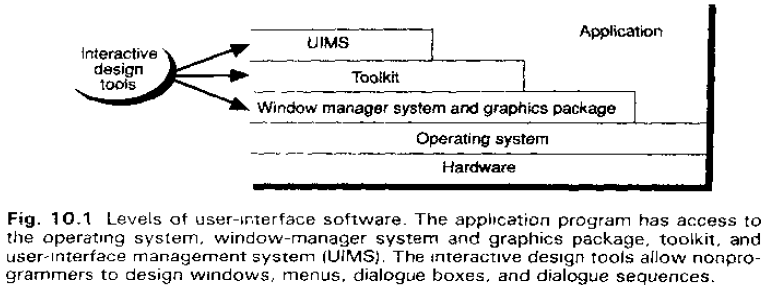 Interactive
design
tools
UIMS
Application
Toolkit
Window manager system and graphics package
Operating system
Hardware
Fig. 10.1 Levels of user-interface software. The application program has access to
the operating system, window-manager system and graphics package, toolkit, and
user-interface management system (UIMS). The interactive design tools allow nonpro-
grammers to design windows, menus, dialogue boxes, and dialogue sequences.